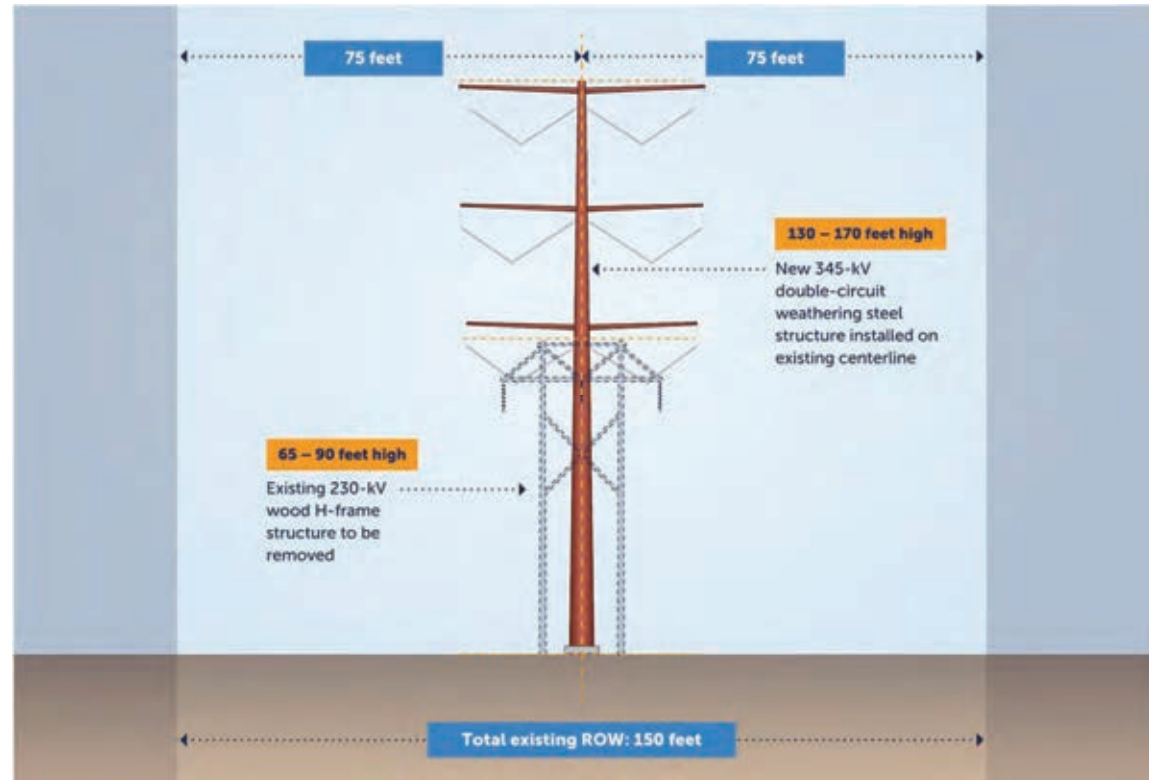 75 feet
75 feet
130 – 170 feet high
New 345-kV
double-circuit
weathering steel
structure installed on
existing centerline
65 – 90 feet high
Existing 230-kV
wood H-frame
structure to be
removed
Total existing ROW: 150 feet